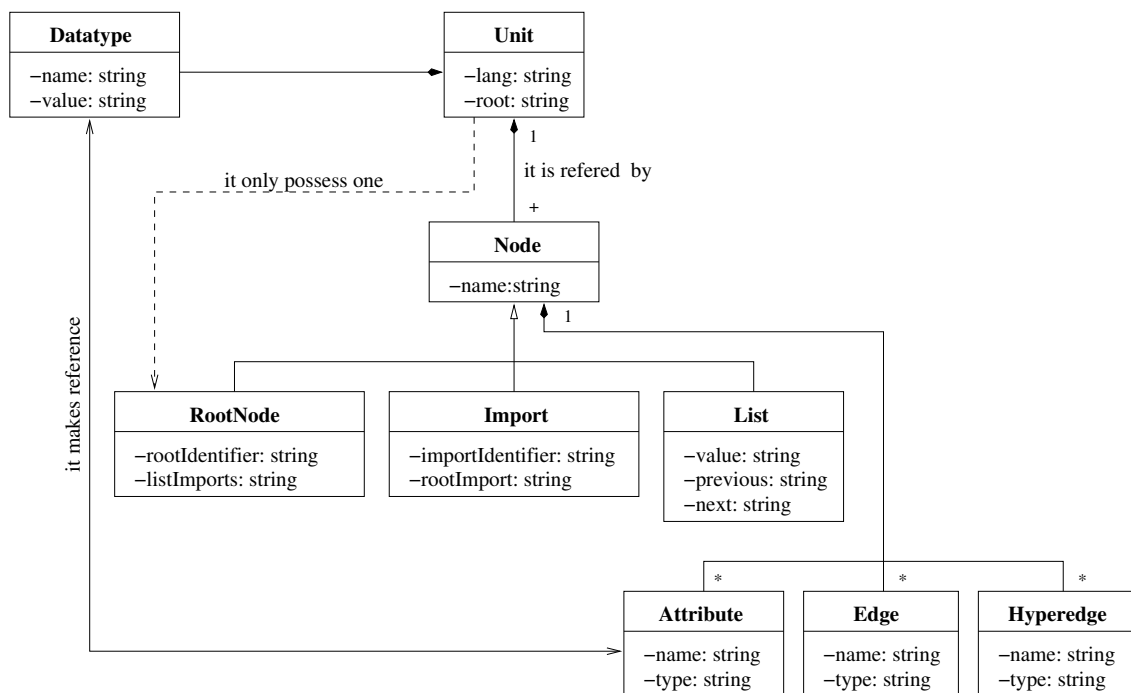 Datatype
−name: string
−value: string
Unit
−lang: string
−root: string
1
it is refered by
+
it only possess one
Node
−name:string
1
it makes reference
RootNode
−rootIdentifier: string
−listImports: string
Import
−importIdentifier: string
−rootImport: string
List
−value: string
−previous: string
−next: string
* * *
Attribute
−name: string
−type: string
Edge
−name: string
−type: string
Hyperedge
−name: string
−type: string